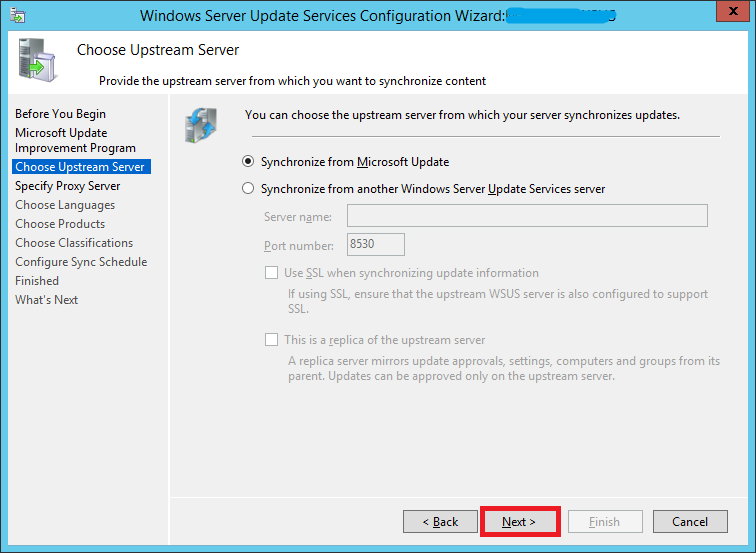 Windows Server Update Services Configuration Wizard:
Choose Upstream Server
Provide the upstream server from which you want to synchronize content
Before You Begin
Microsoft Update
Improvement Program
Choose Upstream Server
Specify Proxy Server
Choose Languages
Choose Products
Choose Classifications
Configure Sync Schedule
Finished
What's Next
You can choose the upstream server from which your server synchronizes updates.
Synchronize from Microsoft Update
Synchronize from another Windows Server Update Services server
Server name:
Port number: 8530
Use SSL when synchronizing update information
If using SSL, ensure that the upstream WSUS server is also configured to support
SSL.
This is a replica of the upstream server
A replica server mirrors update approvals, settings, computers and groups from its
parent. Updates can be approved only on the upstream server.
< Back Next > Finish Cancel